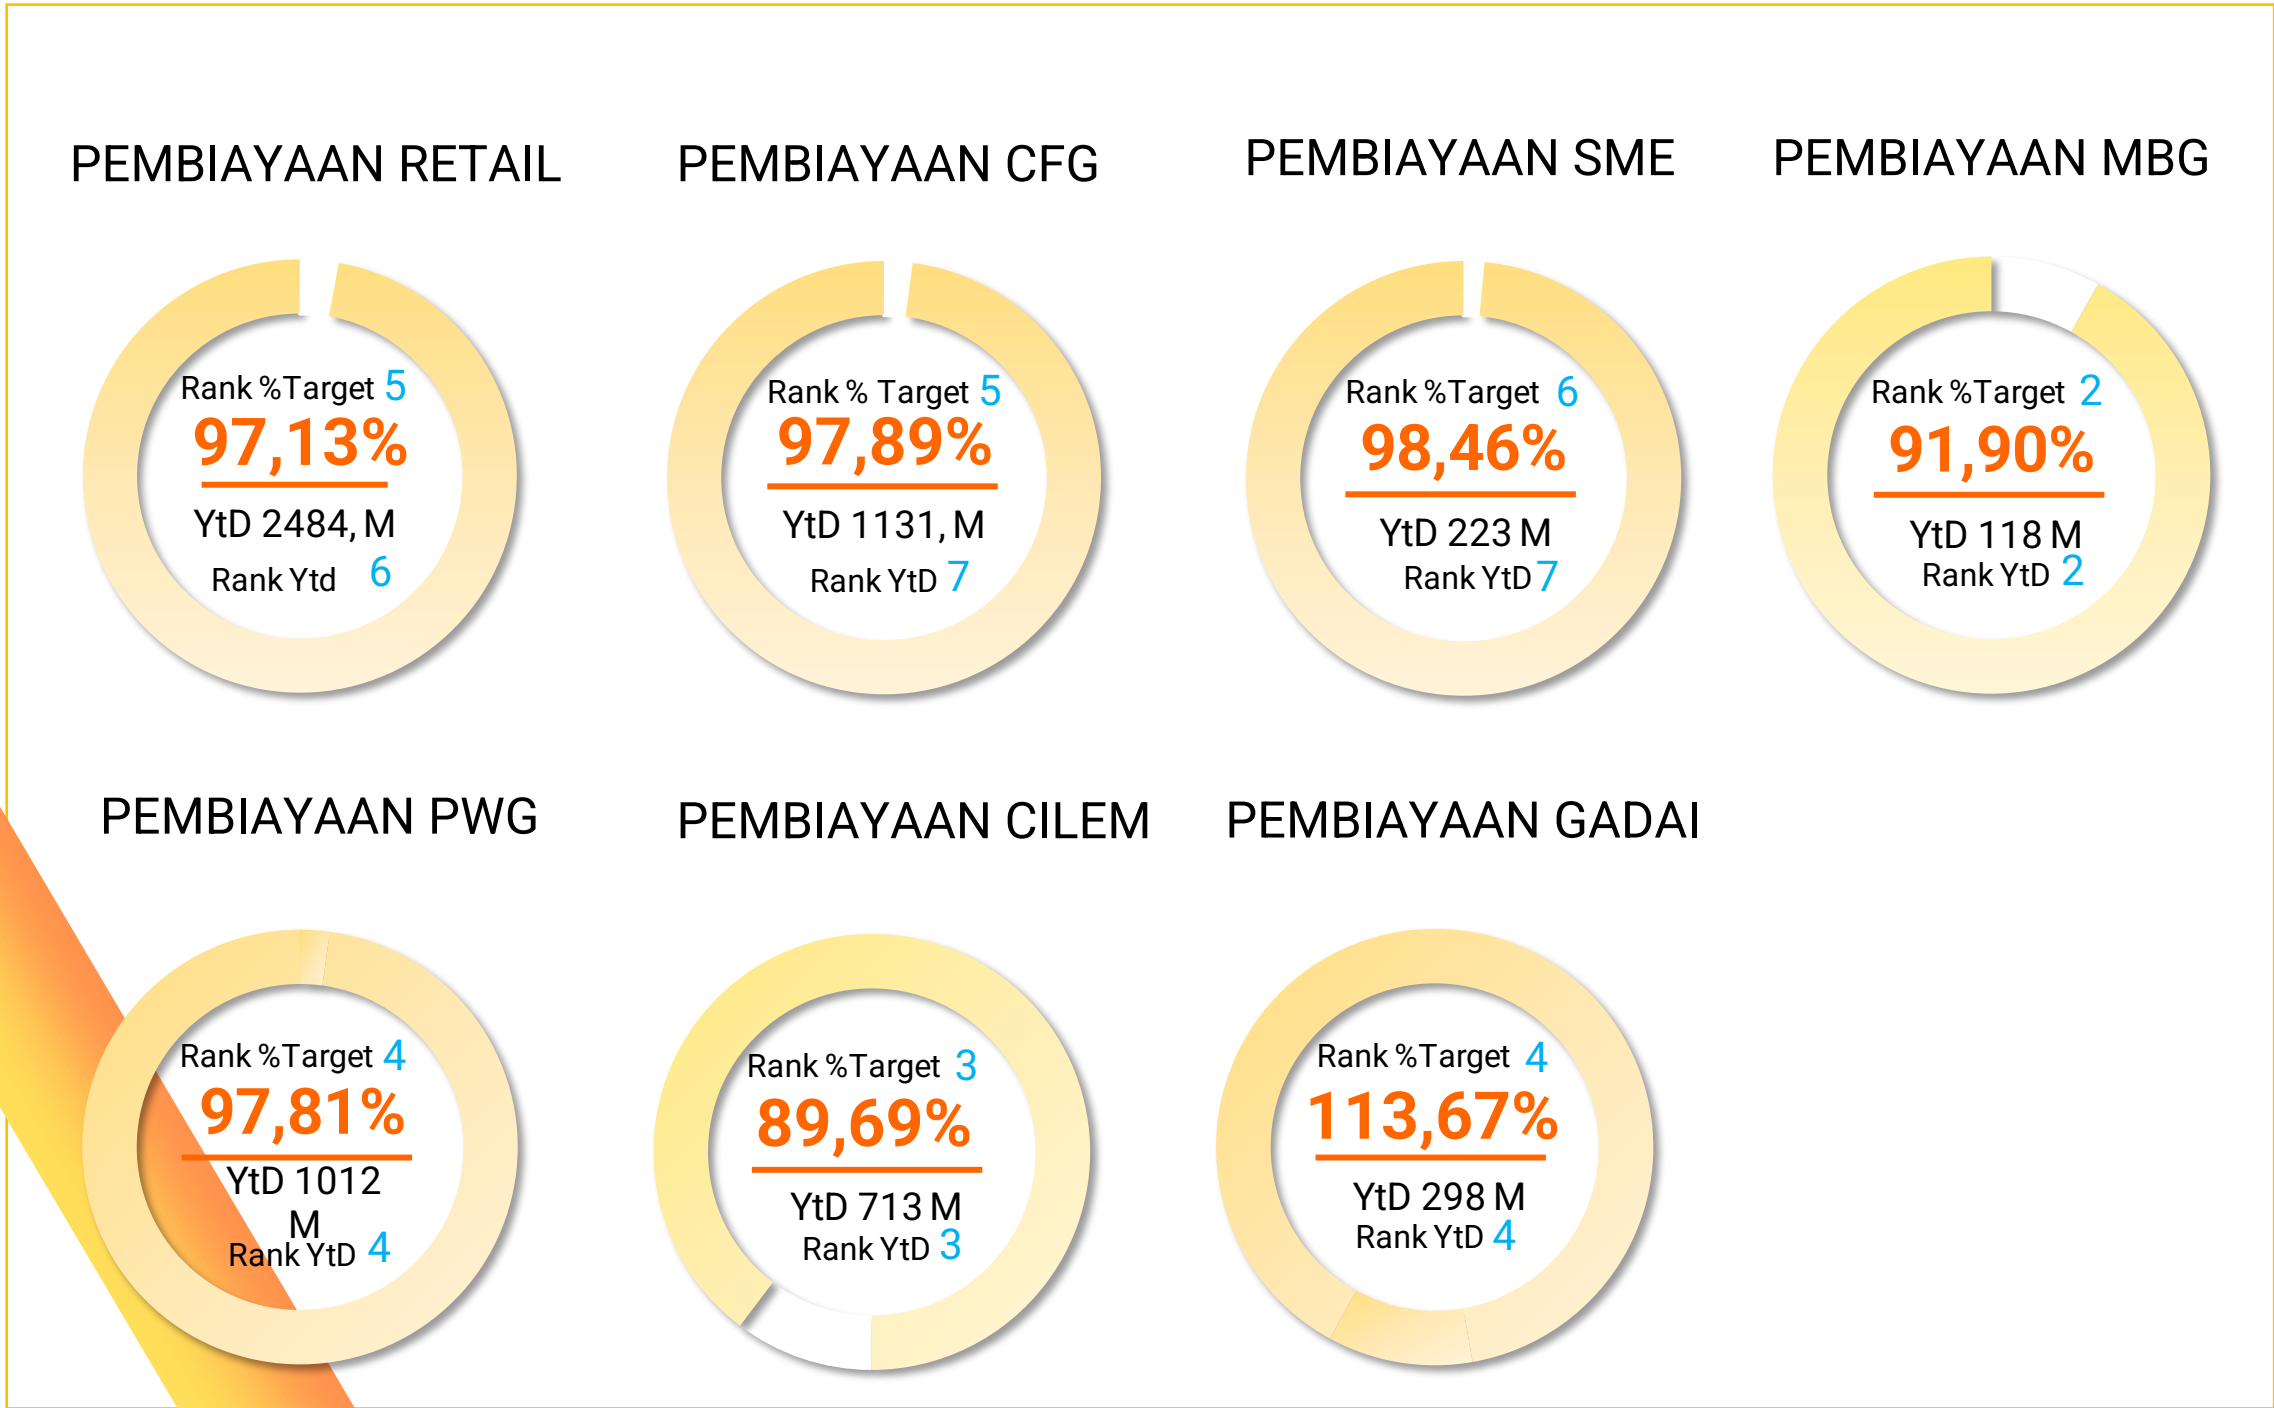 PEMBIAYAAN RETAIL
Rank %Target 5
97,13%
YtD 2484, M
Rank Ytd 6
PEMBIAYAAN CFG
Rank % Target 5
97,89%
YtD 1131, M
Rank YtD 7
PEMBIAYAAN SME
Rank %Target 6
98,46%
YtD 223 M
Rank YtD 7
PEMBIAYAAN MBG
Rank %Target 2
91,90%
YtD 118 M
Rank YtD 2
PEMBIAYAAN PWG
Rank %Target 4
97,81%
YtD 1012
M
Rank YtD 4
PEMBIAYAAN CILEM
Rank %Target 3
89,69%
YtD 713 M
Rank YtD 3
PEMBIAYAAN GADAI
Rank %Target 4
113,67%
YtD 298 M
Rank YtD 4